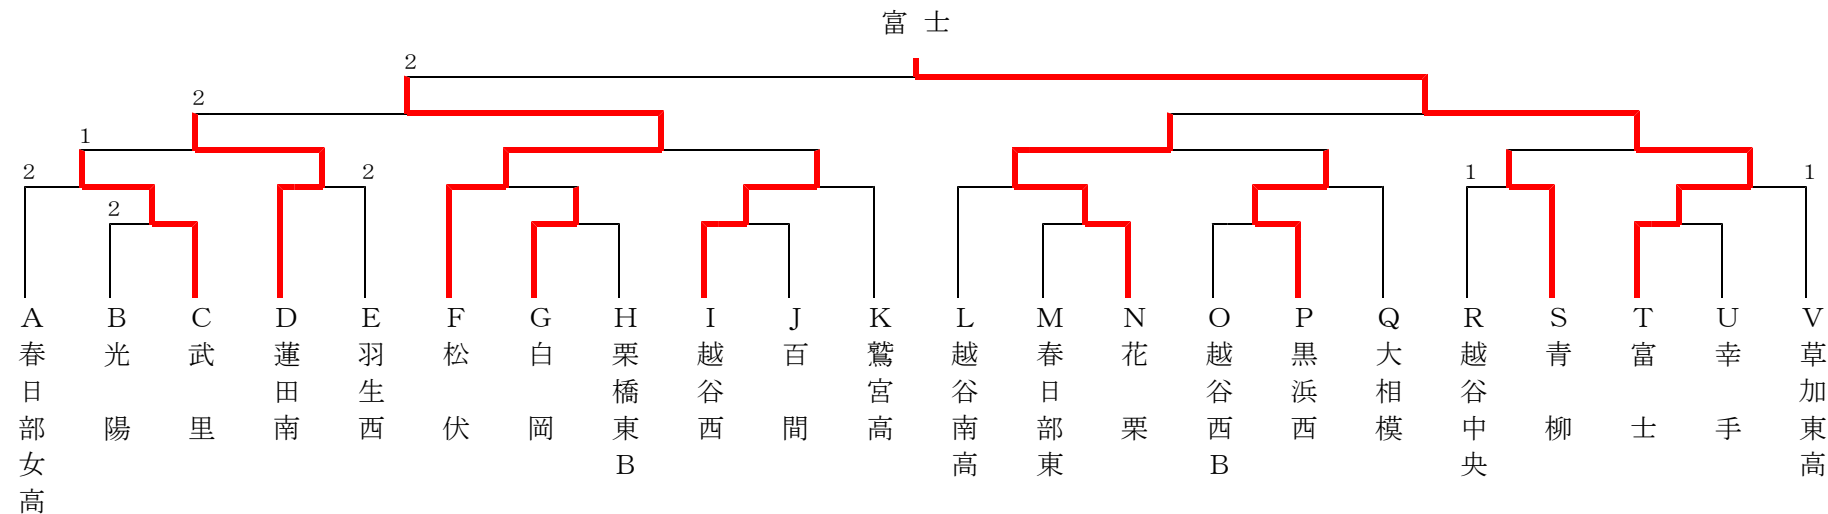 富士
2
2
1
2
2
2
1
1
A 春日部女高
B 光陽
C 武里
D 蓮田南
E 羽生西
F 松伏
G 白岡
H 栗橋東B
I 越谷西
J 百間
K 鷲宮高
L 越谷南高
M 春日部東
N 花栗
O 越谷西B
P 黒浜西
Q 大相模
R 越谷中央
S 青柳
T 富士
U 幸手
V 草加東高